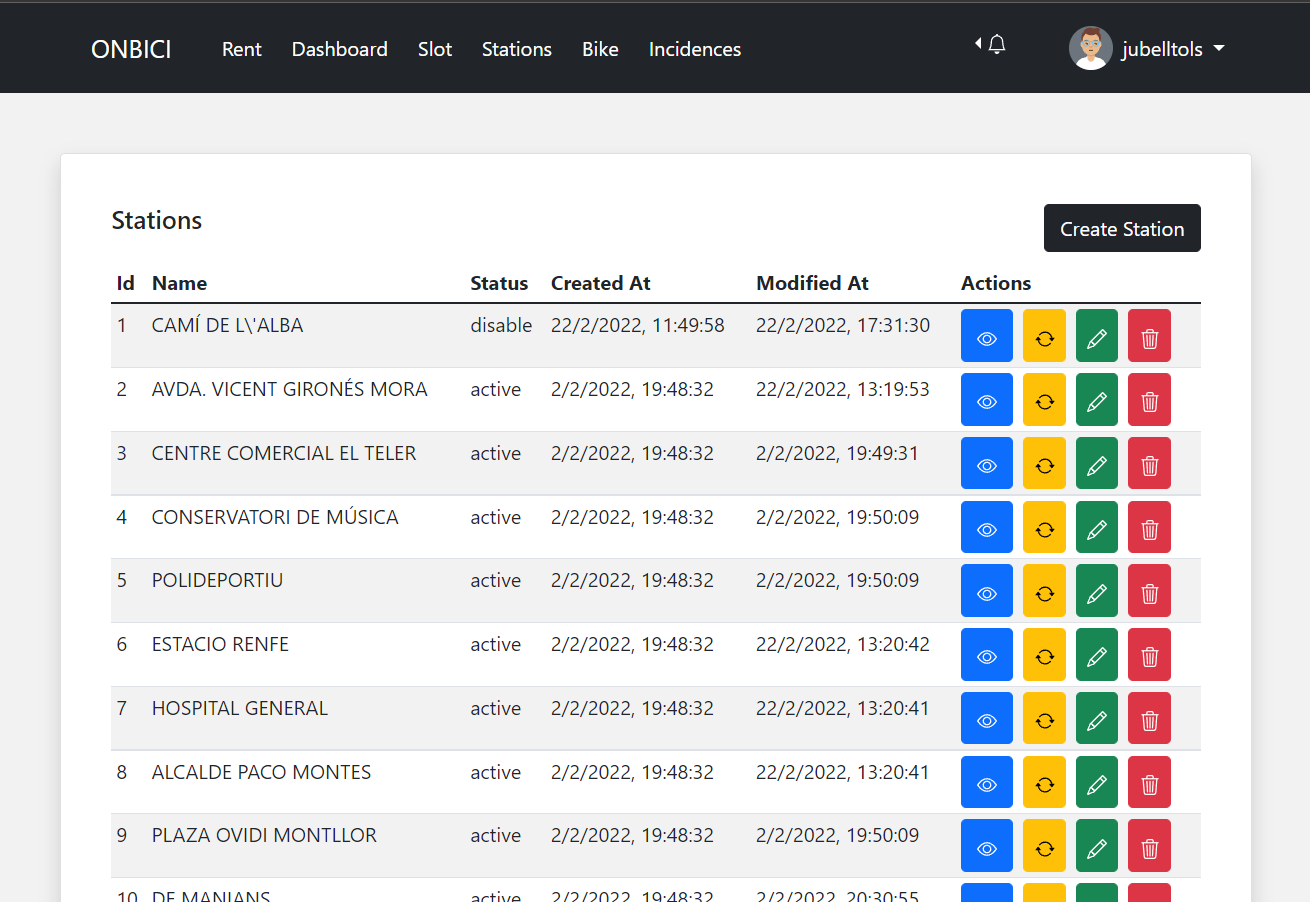 ONBICI Rent Dashboard Slot Stations Bike Incidences jubelltols
Stations
Create Station
Id Name Status Created At Modified At Actions
1 CAMÍ DE L\'ALBA disable 22/2/2022, 11:49:58 22/2/2022, 17:31:30
2 AVDA. VICENT GIRONÉS MORA active 2/2/2022, 19:48:32 22/2/2022, 13:19:53
3 CENTRE COMERCIAL EL TELER active 2/2/2022, 19:48:32 2/2/2022, 19:49:31
4 CONSERVATORI DE MÚSICA active 2/2/2022, 19:48:32 2/2/2022, 19:50:09
5 POLIDEPORTIU active 2/2/2022, 19:48:32 2/2/2022, 19:50:09
6 ESTACIO RENFE active 2/2/2022, 19:48:32 22/2/2022, 13:20:42
7 HOSPITAL GENERAL active 2/2/2022, 19:48:32 22/2/2022, 13:20:41
8 ALCALDE PACO MONTES active 2/2/2022, 19:48:32 22/2/2022, 13:20:41
9 PLAZA OVIDI MONTLLOR active 2/2/2022, 19:48:32 2/2/2022, 19:50:09
10 DE MANIANS active 2/2/2022, 19:48:32 2/2/2022, 20:30:55